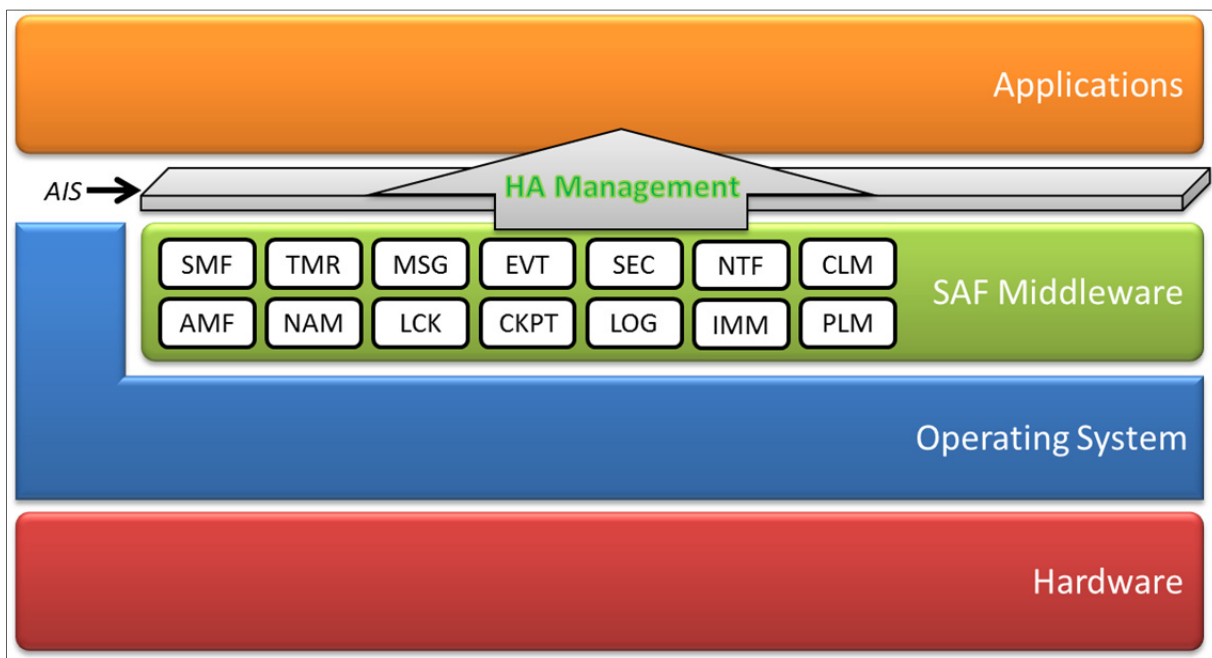 Applications
AIS
HA Management
SMF TMR MSG EVT SEC NTF CLM
SAF Middleware
AMF NAM LCK CKPT LOG IMM PLM
Operating System
Hardware